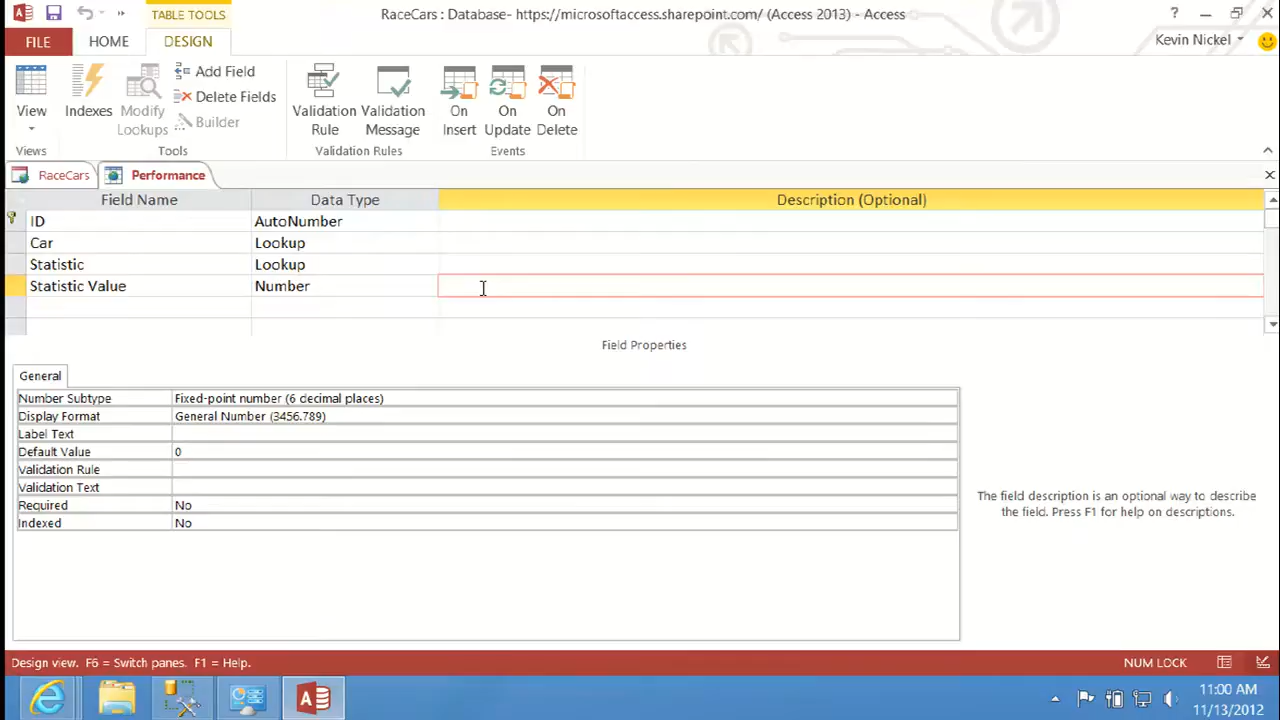 TABLE TOOLS
RaceCars : Database- https://microsoftaccess.sharepoint.com/ (Access 2013) - Access
?
FILE
HOME
DESIGN
Kevin Nickel
View
Indexes
Modify Lookups
Add Field
Delete Fields
Builder
Validation Rule
Validation Message
On Insert
On Update
On Delete
Views
Tools
Validation Rules
Events
RaceCars
Performance
Field Name Data Type Description (Optional)
ID AutoNumber
Car Lookup
Statistic Lookup
Statistic Value Number
Field Properties
General
Number Subtype Fixed-point number (6 decimal places)
Display Format General Number (3456.789)
Label Text
Default Value 0
Validation Rule
Validation Text
Required No
Indexed No
The field description is an optional way to describe
the field. Press F1 for help on descriptions.
Design view. F6 = Switch panes. F1 = Help.
NUM LOCK
11:00 AM
11/13/2012